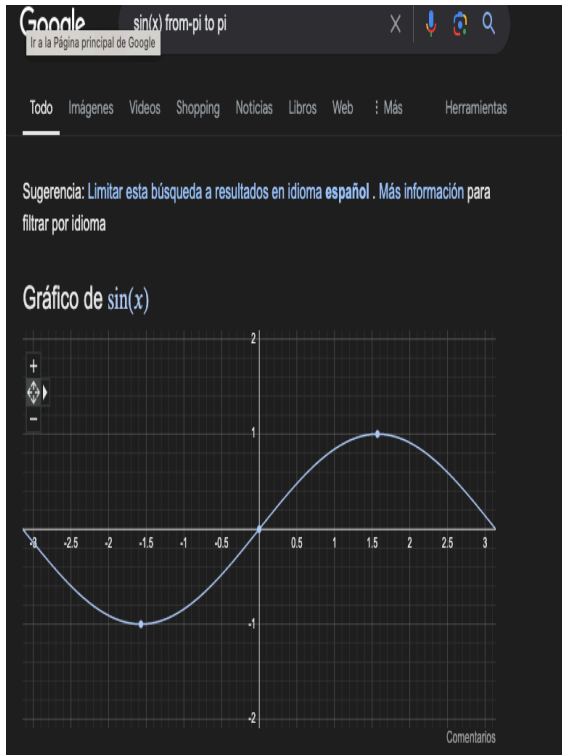 Google
sin(x) from-pi to pi
Ir a la Página principal de Google
Todo Imágenes Videos Shopping Noticias Libros Web Más Herramientas
Sugerencia: Limitar esta búsqueda a resultados en idioma español . Más información para
filtrar por idioma
Gráfico de sin(x)
2
1
-3 -2.5 -2 -1.5 -1 -0.5 0.5 1 1.5 2 2.5 3
-1
-2
Comentarios